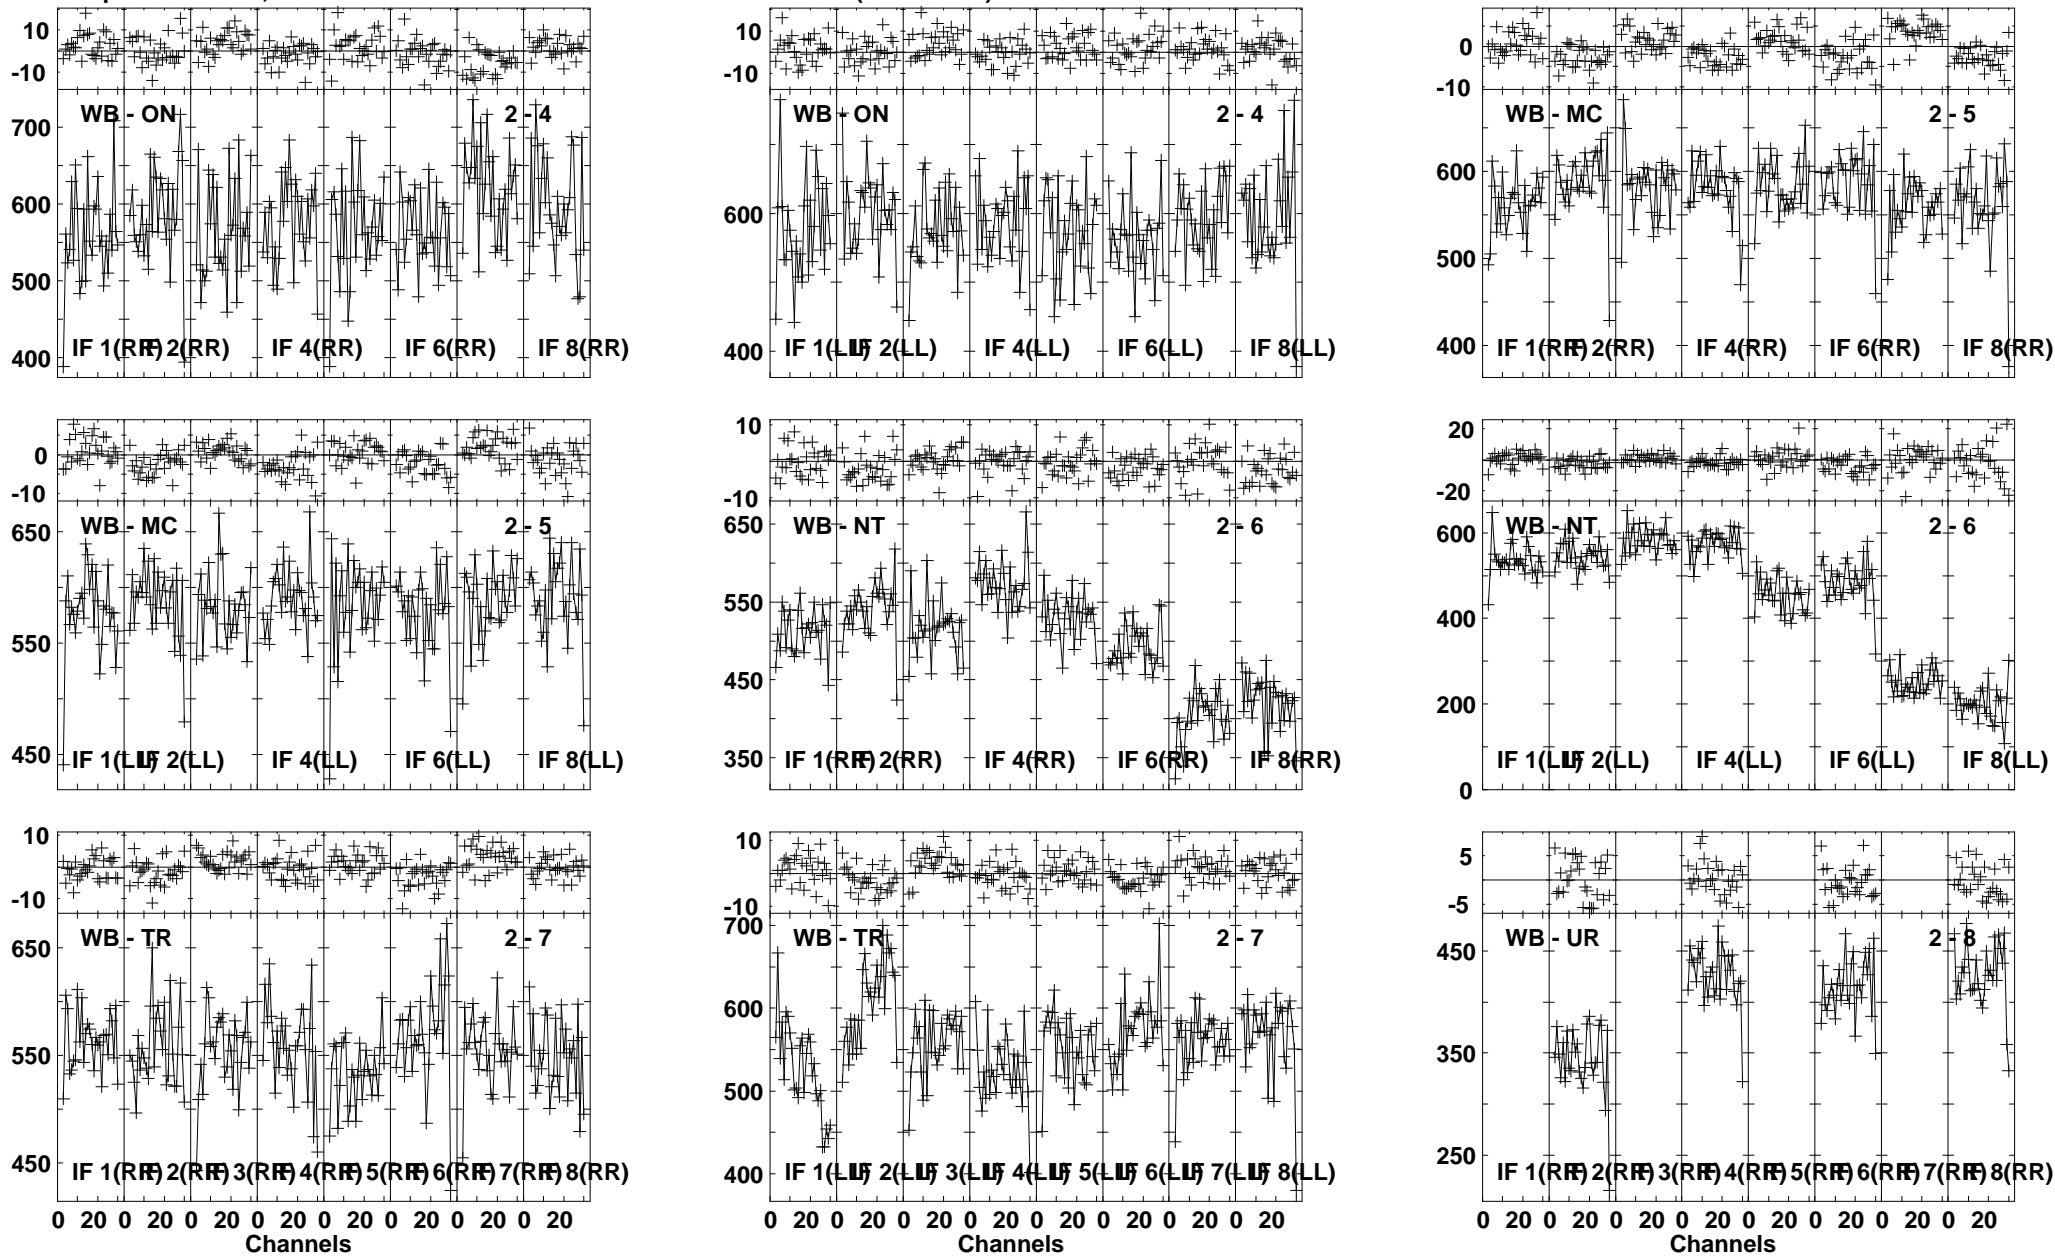 10
-10
WB - ON 2 - 4
700
600
500
400
IF 1(RR) IF 2(RR) IF 4(RR) IF 6(RR) IF 8(RR)
10
-10
WB - ON 2 - 4
600
400
IF 1(LL) IF 2(LL) IF 4(LL) IF 6(LL) IF 8(LL)
0
-10
WB - MC 2 - 5
600
500
400
IF 1(RR) IF 2(RR) IF 4(RR) IF 6(RR) IF 8(RR)
0
-10
WB - MC 2 - 5
650
550
450
IF 1(LL) IF 2(LL) IF 4(LL) IF 6(LL) IF 8(LL)
10
-10
WB - NT 2 - 6
650
550
450
350
IF 1(RR) IF 2(RR) IF 4(RR) IF 6(RR) IF 8(RR)
20
-20
WB - NT 2 - 6
600
400
200
0
IF 1(LL) IF 2(LL) IF 4(LL) IF 6(LL) IF 8(LL)
10
-10
WB - TR 2 - 7
650
550
450
IF 1(RR) IF 2(RR) IF 3(RR) IF 4(RR) IF 5(RR) IF 6(RR) IF 7(RR) IF 8(RR)
0 20 0 20 0 20 0 20 0 20 0 20 0 20 0 20
Channels
10
-10
WB - TR 2 - 7
700
600
500
400
IF 1(LL) IF 2(LL) IF 3(LL) IF 4(LL) IF 5(LL) IF 6(LL) IF 7(LL) IF 8(LL)
0 20 0 20 0 20 0 20 0 20 0 20 0 20 0 20
Channels
5
-5
WB - UR 2 - 8
450
350
250
IF 1(RR) IF 2(RR) IF 3(RR) IF 4(RR) IF 5(RR) IF 6(RR) IF 7(RR) IF 8(RR)
0 20 0 20 0 20 0 20 0 20 0 20 0 20 0 20
Channels